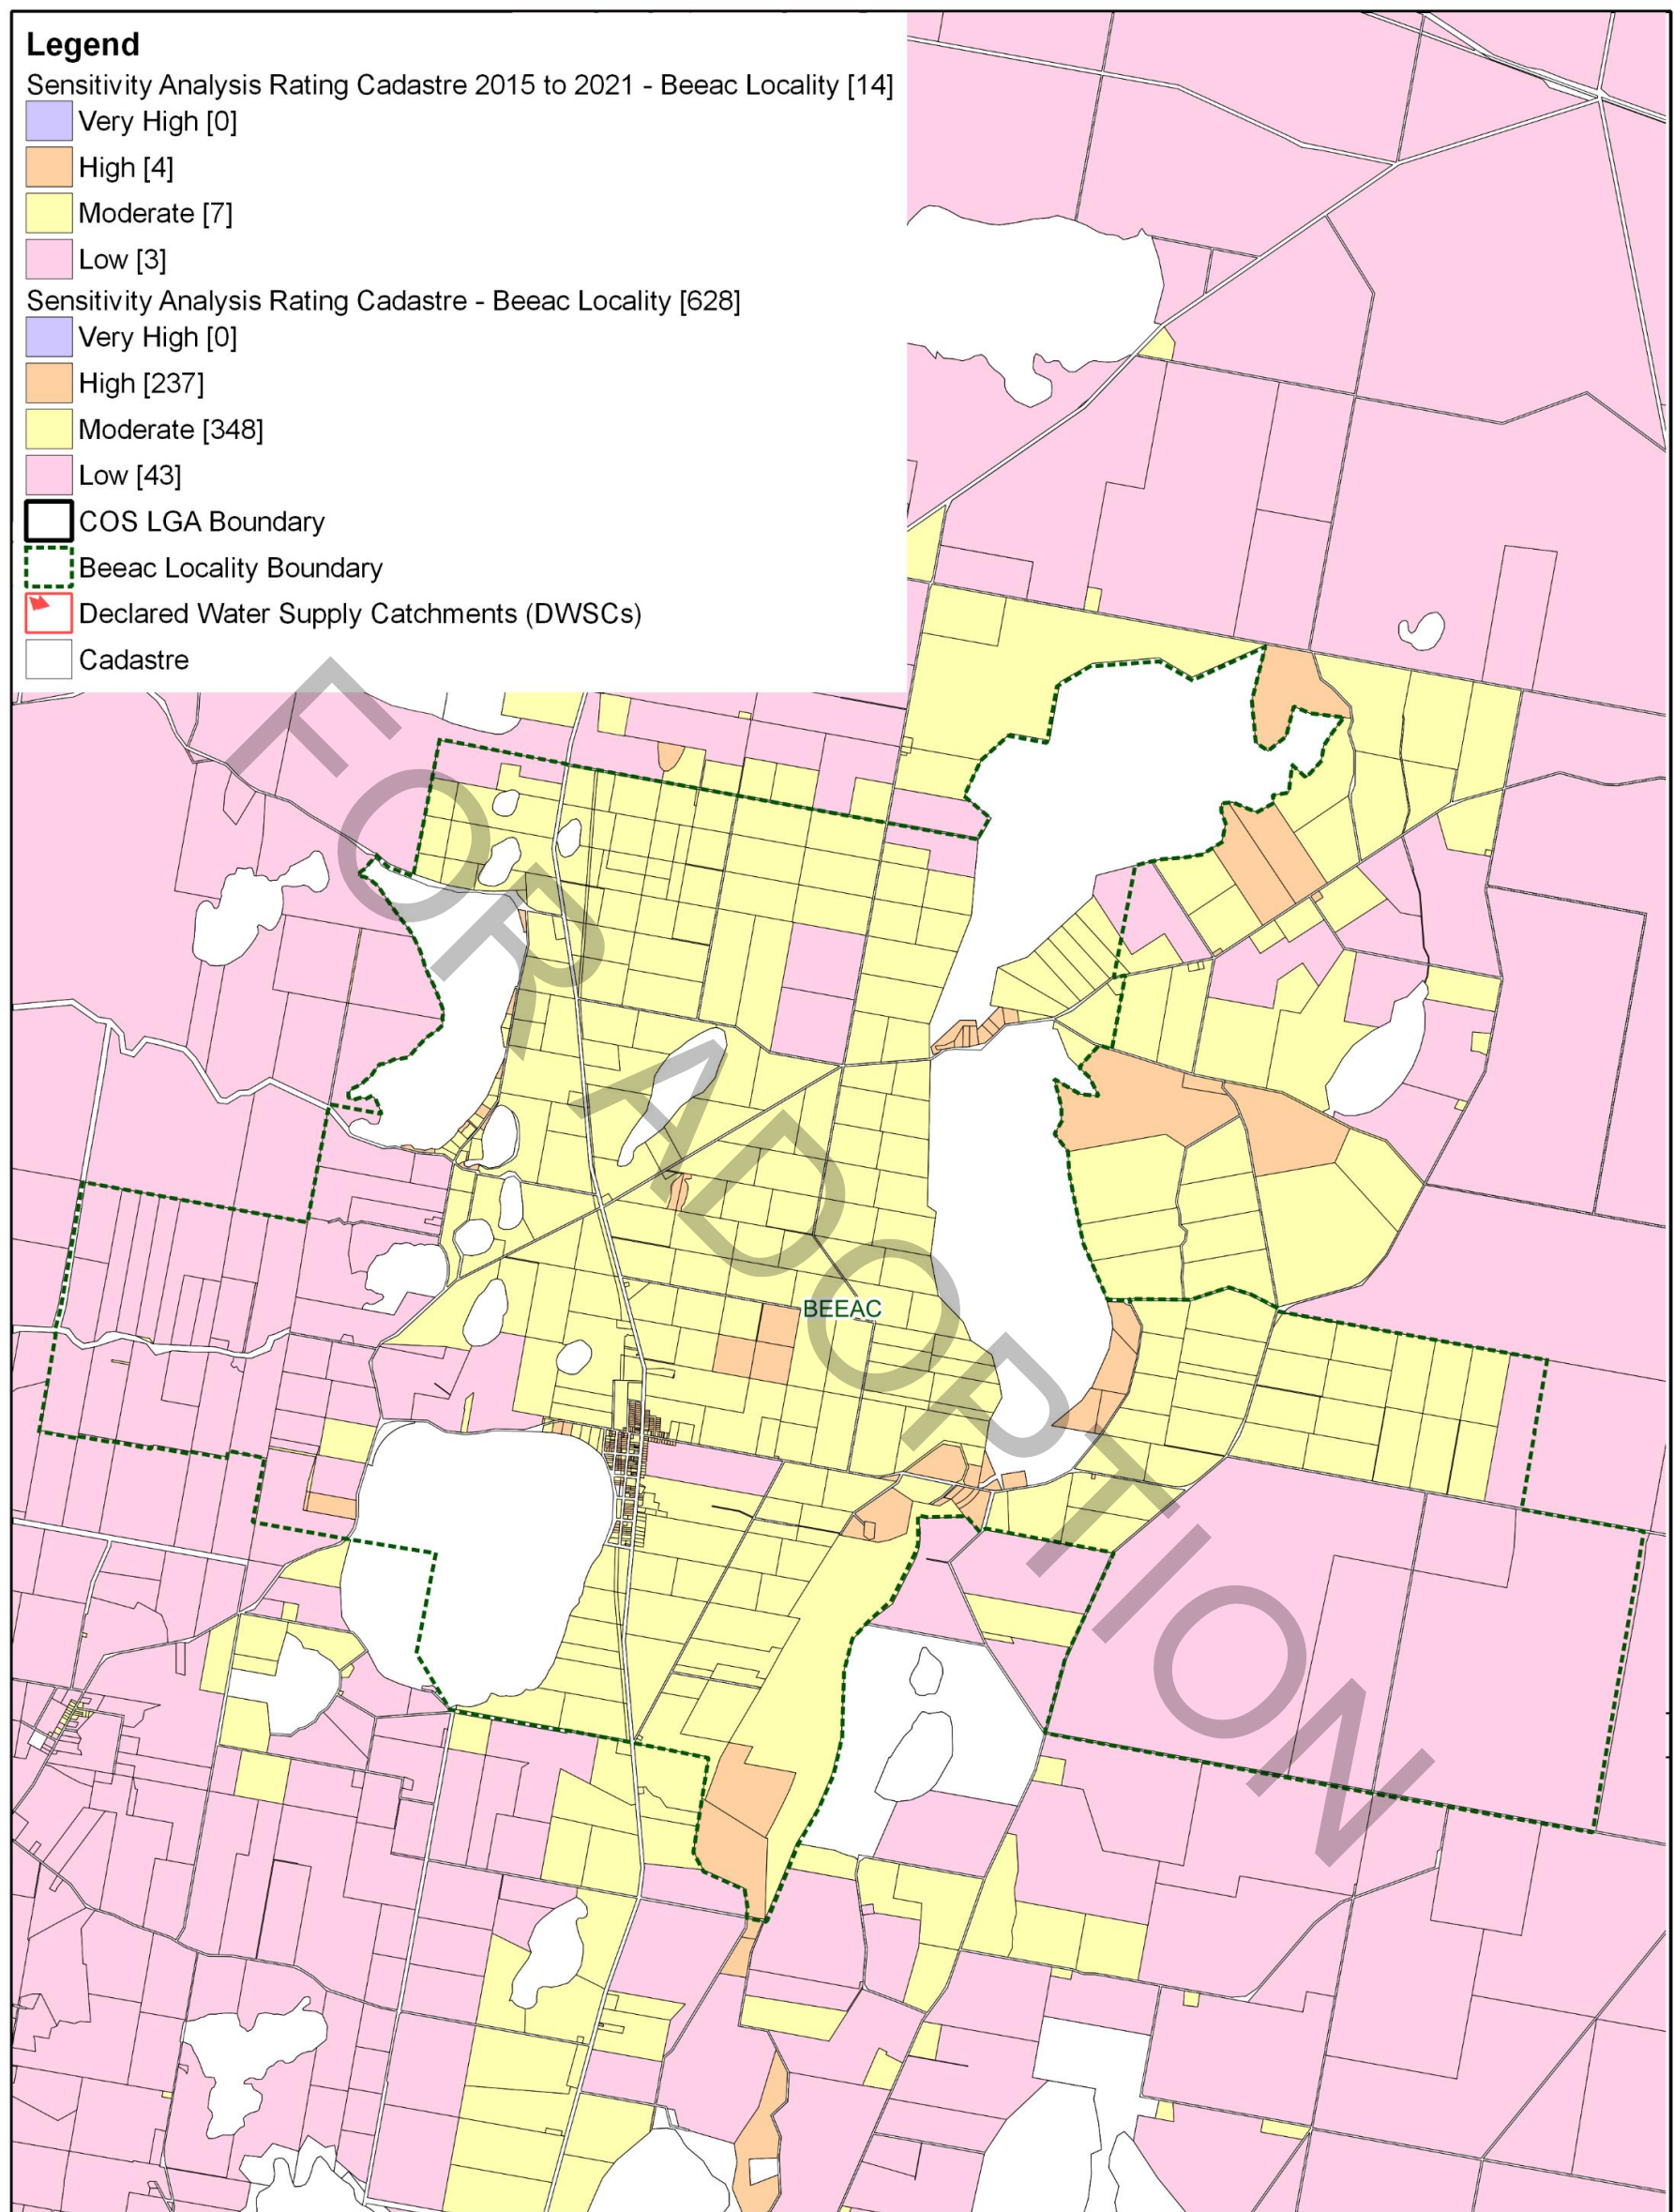 Legend
Sensitivity Analysis Rating Cadastre 2015 to 2021 - Beeac Locality [14]
Very High [0]
High [4]
Moderate [7]
Low [3]
Sensitivity Analysis Rating Cadastre - Beeac Locality [628]
Very High [0]
High [237]
Moderate [348]
Low [43]
COS LGA Boundary
Beeac Locality Boundary
Declared Water Supply Catchments (DWSCs)
Cadastre
FOR ADOPTION
BEEAC